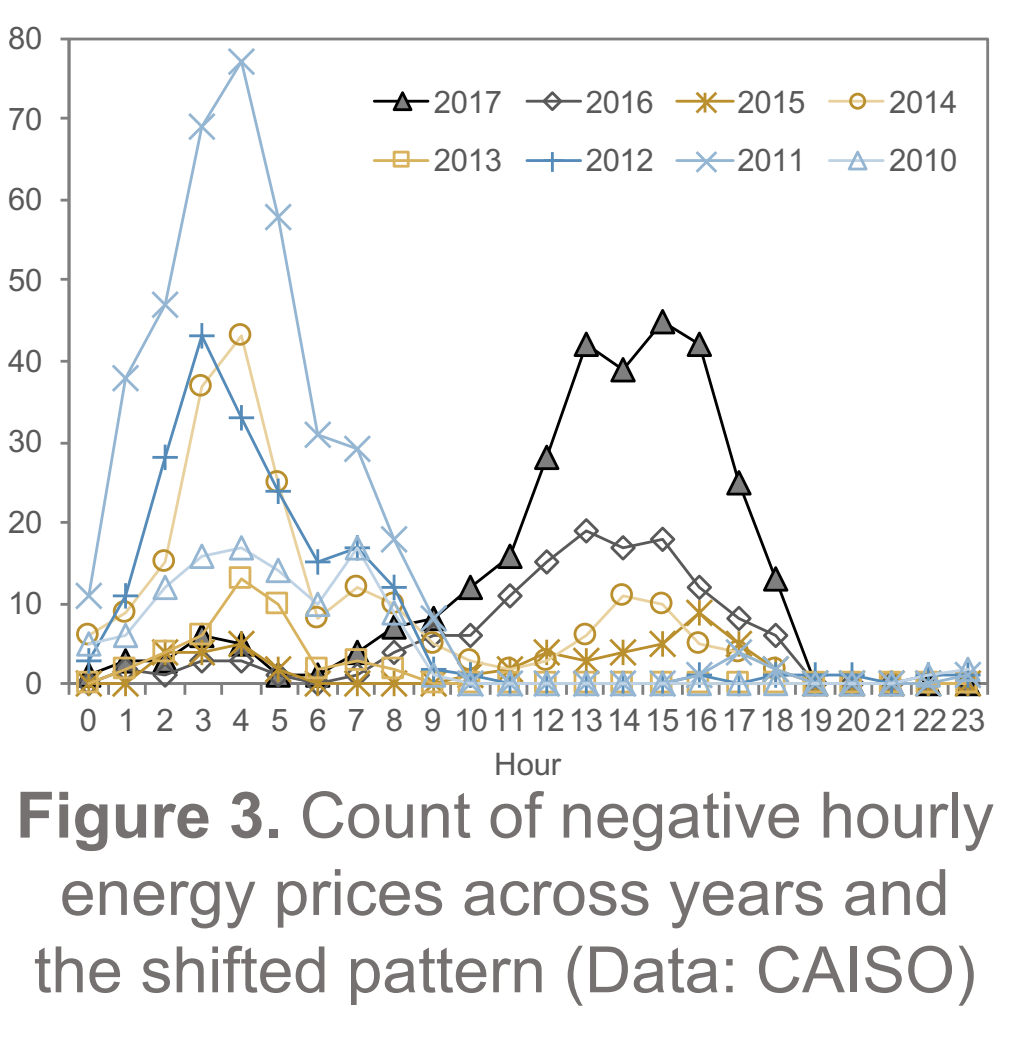 80
70
60
50
40
30
20
10
0
2017 2016 2015 2014
2013 2012 2011 2010
0 1 2 3 4 5 6 7 8 9 10 11 12 13 14 15 16 17 18 19 20 21 22 23
Hour
Figure 3. Count of negative hourly
energy prices across years and
the shifted pattern (Data: CAISO)